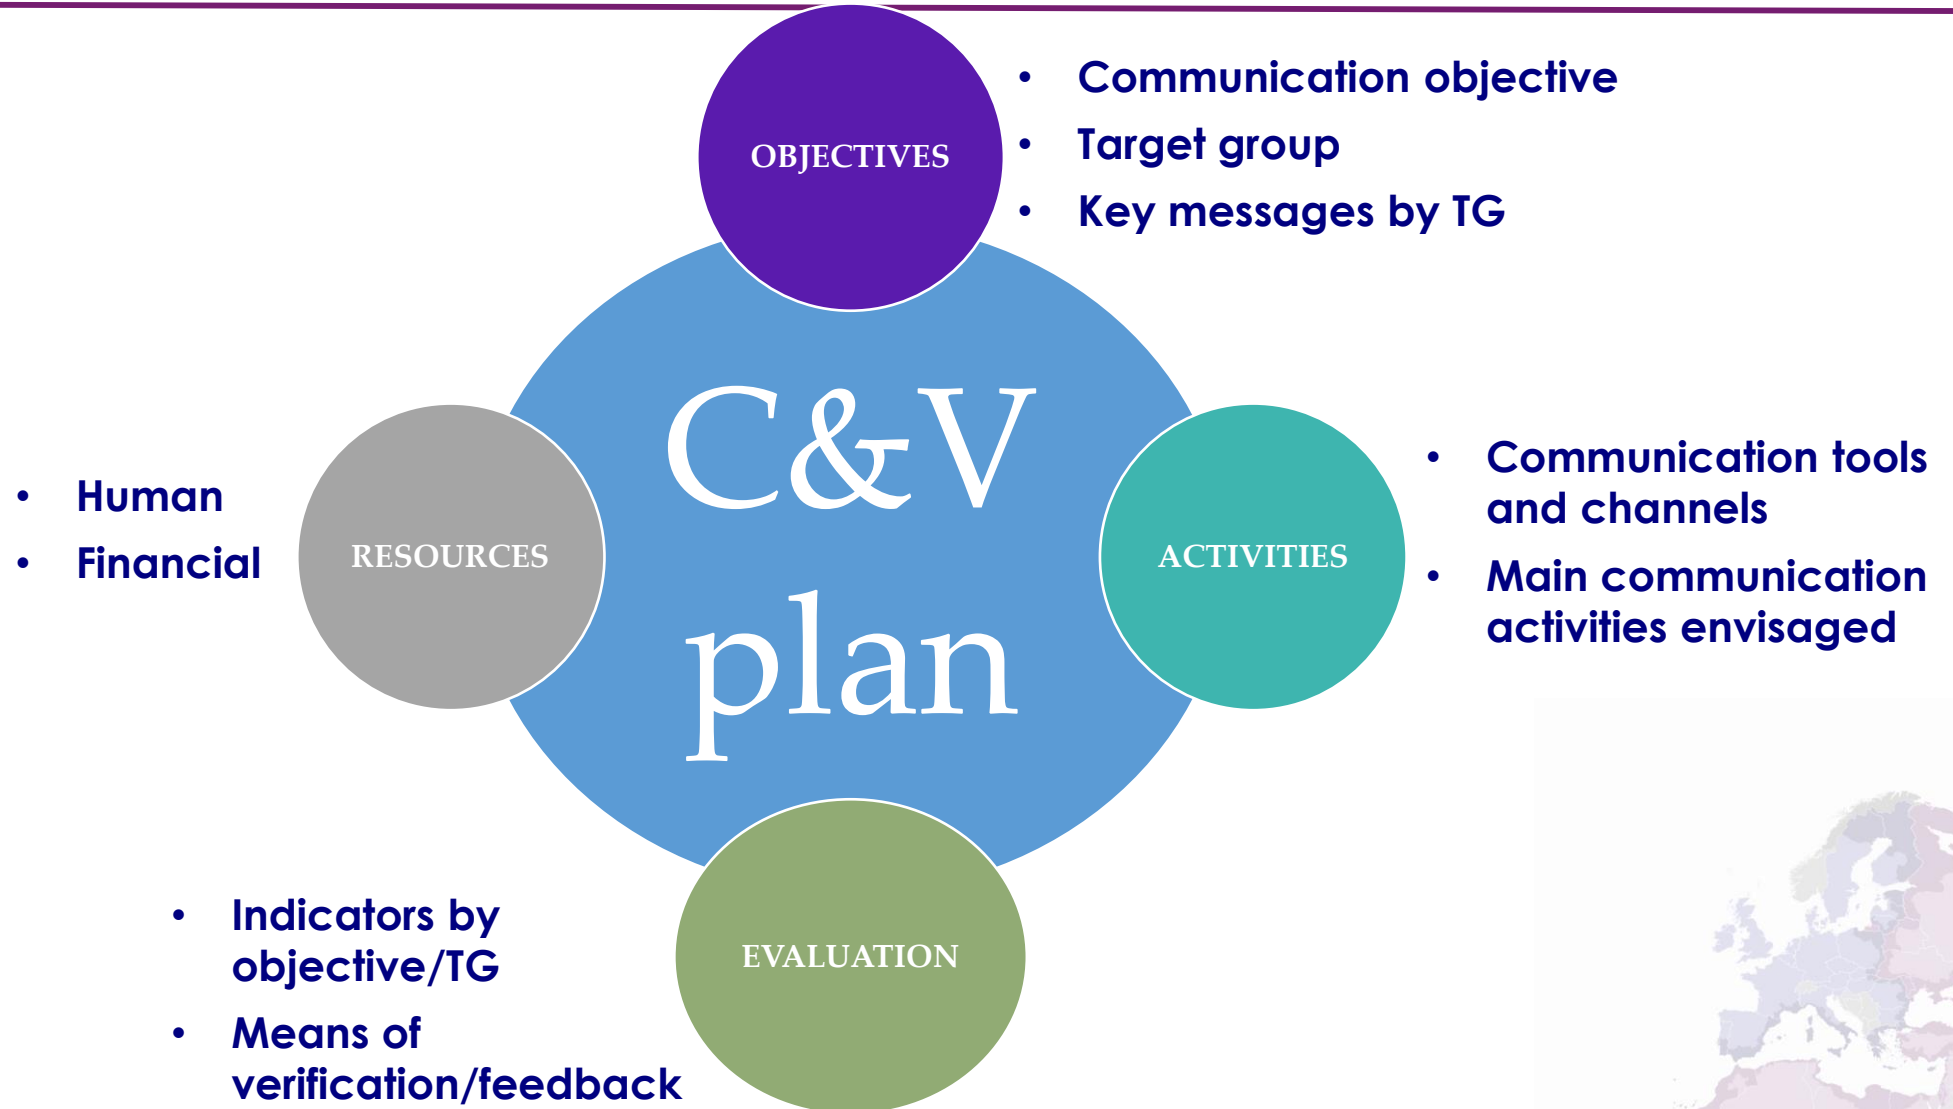 OBJECTIVES
• Communication objective
• Target group
• Key messages by TG
C&V
plan
ACTIVITIES
• Communication tools
and channels
• Main communication
activities envisaged
EVALUATION
• Indicators by
objective/TG
• Means of
verification/feedback
RESOURCES
• Human
• Financial